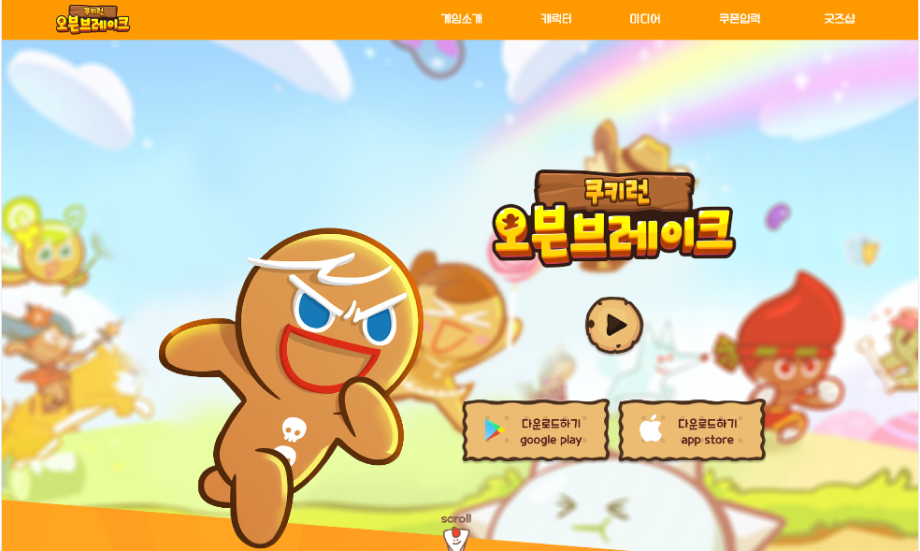 쿠키런
오븐브레이크
게임소개 캐릭터 미디어 쿠폰입력 굿즈샵
쿠키런
오븐브레이크
다운로드하기
google play
다운로드하기
app store
scroll